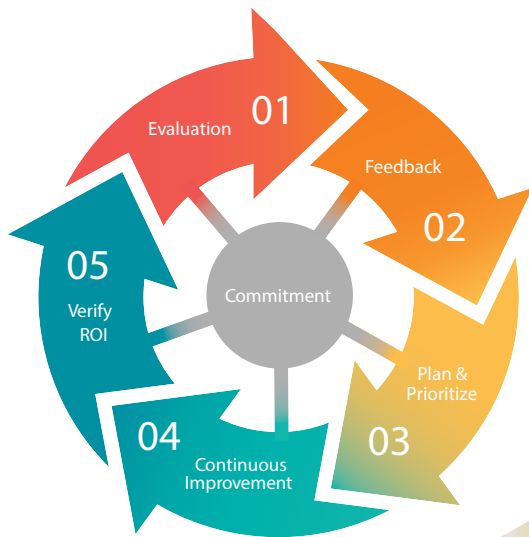 Evaluation
01
Feedback
02
Plan &
Prioritize
03
04
Continuous
Improvement
05
Verify
ROI
Commitment